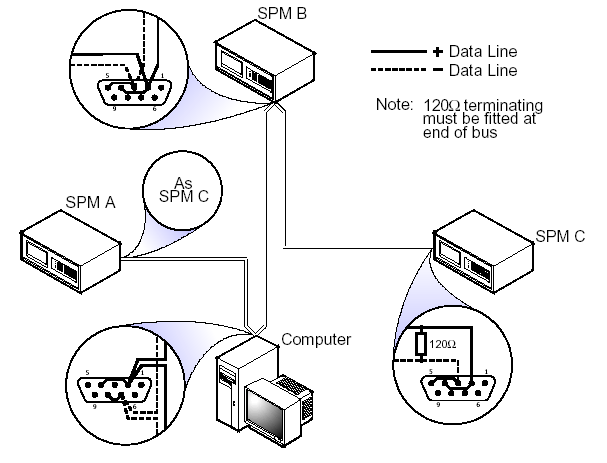 SPM B
+ Data Line
- Data Line
Note: 120Ω terminating
must be fitted at
end of bus
5 1
9 6
As
SPM C
SPM A
SPM C
Computer
5 1
9 6
120Ω
5 1
9 6